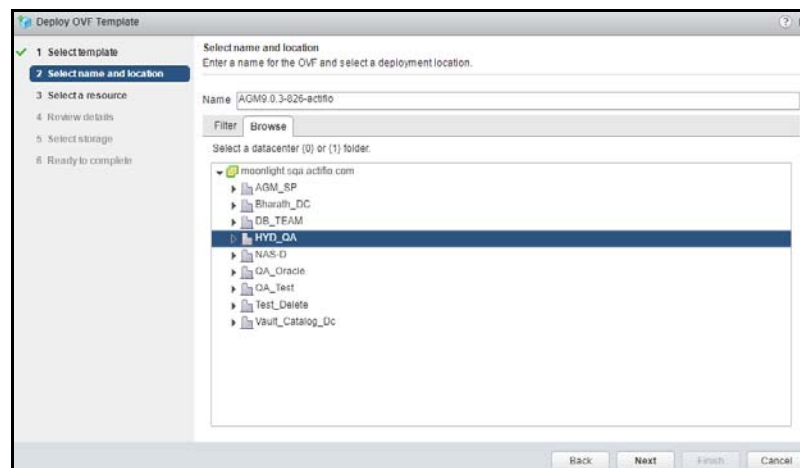 Deploy OVF Template
?
1 Select template
2 Select name and location
3 Select a resource
4 Review details
5 Select storage
6 Ready to complete
Select name and location
Enter a name for the OVF and select a deployment location.
Name AGM9.0.3-826-actifio
Filter Browse
Select a datacenter {0} or {1} folder.
moonlight.sqa.actifio.com
AGM_SP
Bharath_DC
DB_TEAM
HYD_QA
NAS-D
QA_Oracle
QA_Test
Test_Delete
Vault_Catalog_Dc
Back Next Finish Cancel